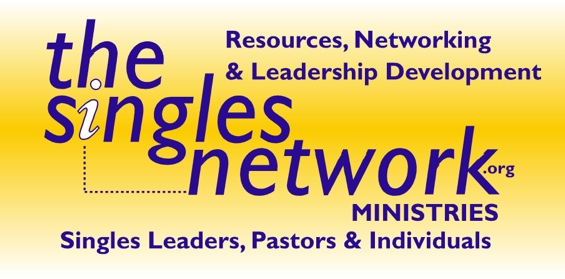 the
Resources, Networking
& Leadership Development
singles
network.org
MINISTRIES
Singles Leaders, Pastors & Individuals